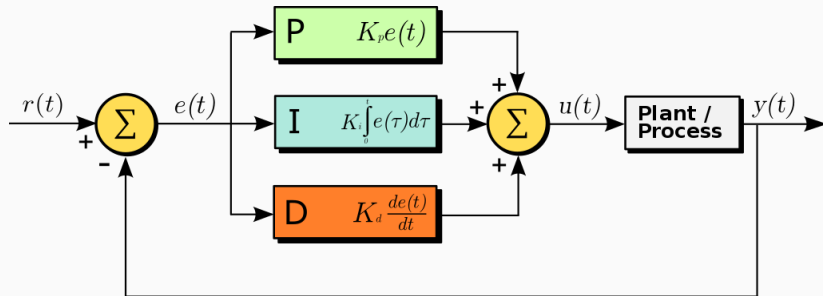 P K_p e(t)
r(t) + - Σ e(t)
I K_i ∫_0^t e(τ)dτ
D K_d de(t)/dt
+ + + Σ u(t)
Plant /
Process
y(t)